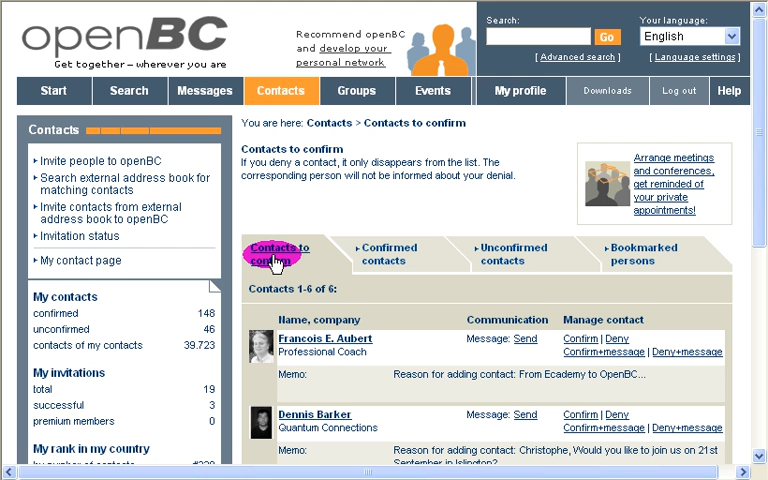 openBC
Get together – wherever you are
Recommend openBC
and develop your
personal network
Search:
Go
[ Advanced search ]
Your language:
English
[ Language settings ]
Start
Search
Messages
Contacts
Groups
Events
My profile
Downloads
Log out
Help
Contacts
Invite people to openBC
Search external address book for
matching contacts
Invite contacts from external
address book to openBC
Invitation status
My contact page
My contacts
confirmed 148
unconfirmed 46
contacts of my contacts 39.723
My invitations
total 19
successful 3
premium members 0
My rank in my country
You are here: Contacts > Contacts to confirm
Contacts to confirm
If you deny a contact, it only disappears from the list. The
corresponding person will not be informed about your denial.
Arrange meetings
and conferences,
get reminded of
your private
appointments!
Contacts to
confirm
Confirmed
contacts
Unconfirmed
contacts
Bookmarked
persons
Contacts 1-6 of 6:
Name, company Communication Manage contact
Francois E. Aubert Message: Send Confirm | Deny
Professional Coach Confirm+message | Deny+message
Memo: Reason for adding contact: From Ecademy to OpenBC...
Dennis Barker Message: Send Confirm | Deny
Quantum Connections Confirm+message | Deny+message
Memo: Reason for adding contact: Christophe, Would you like to join us on 21st
September in Islington?